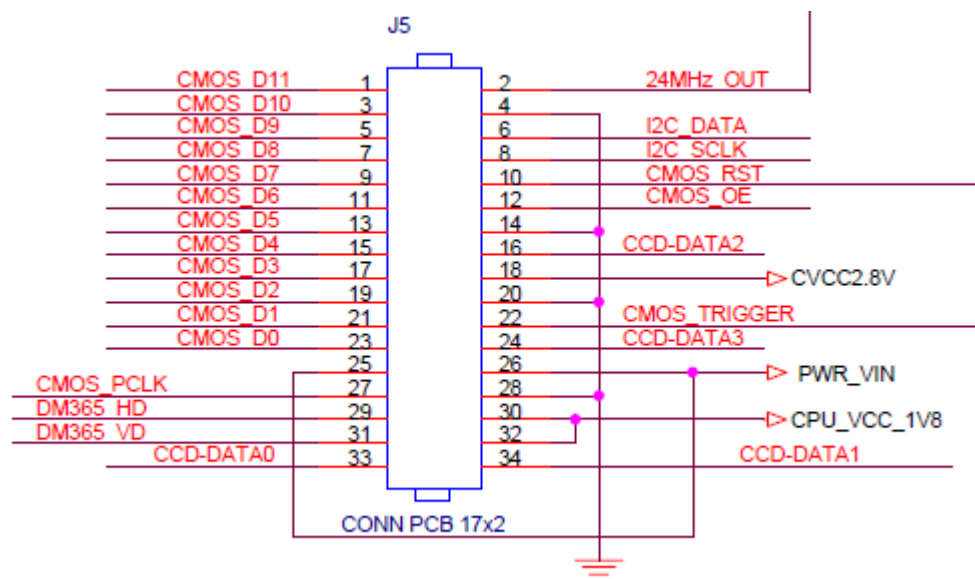 J5
CMOS_D11 1 2 24MHz_OUT
CMOS_D10 3 4
CMOS_D9 5 6 I2C_DATA
CMOS_D8 7 8 I2C_SCLK
CMOS_D7 9 10 CMOS_RST
CMOS_D6 11 12 CMOS_OE
CMOS_D5 13 14
CMOS_D4 15 16 CCD-DATA2
CMOS_D3 17 18 CVCC2.8V
CMOS_D2 19 20
CMOS_D1 21 22 CMOS_TRIGGER
CMOS_D0 23 24 CCD-DATA3
25 26 PWR_VIN
CMOS_PCLK 27 28
DM365_HD 29 30 CPU_VCC_1V8
DM365_VD 31 32
CCD-DATA0 33 34 CCD-DATA1
CONN PCB 17x2